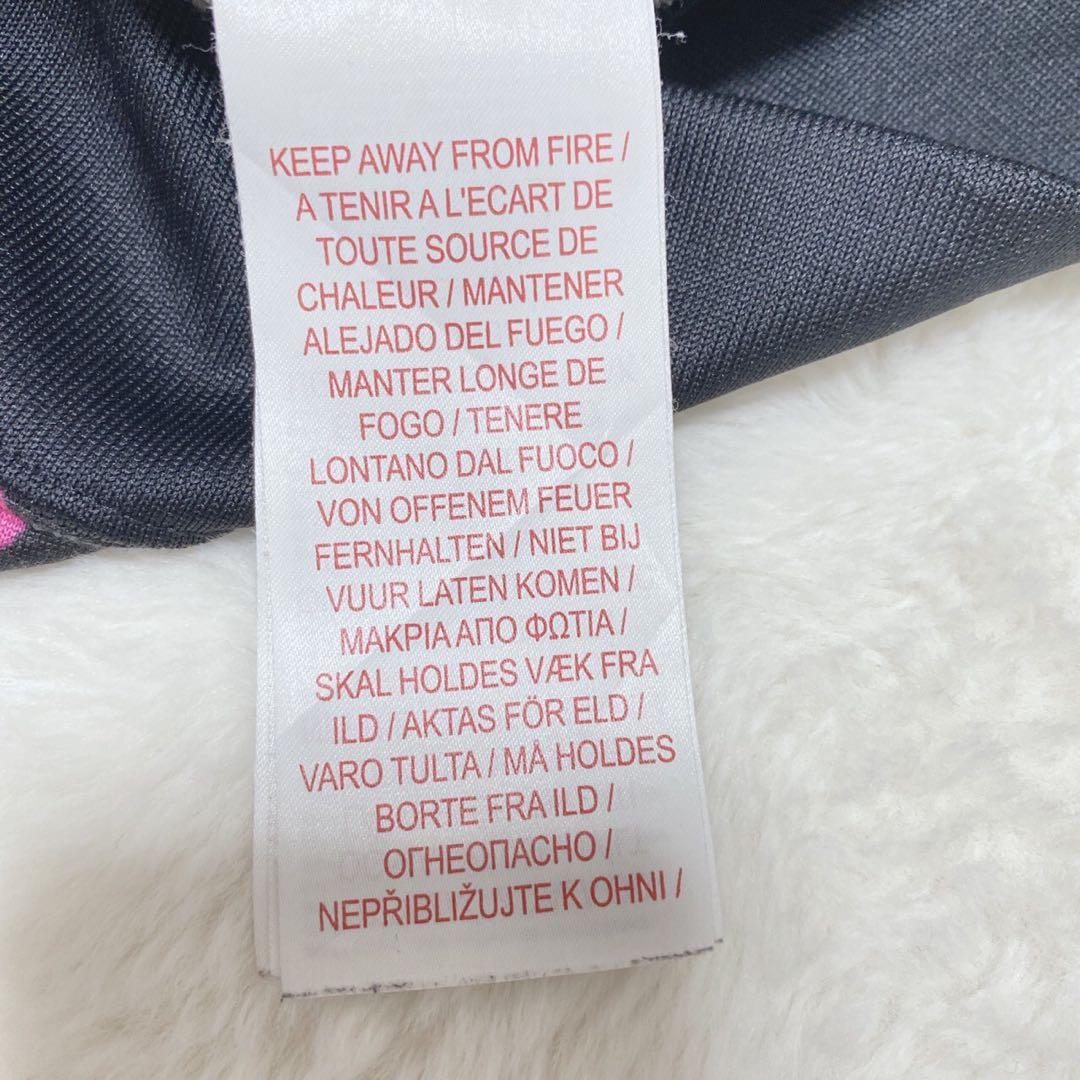 KEEP AWAY FROM FIRE /
A TENIR A L'ECART DE
TOUTE SOURCE DE
CHALEUR / MANTENER
ALEJADO DEL FUEGO /
MANTER LONGE DE
FOGO / TENERE
LONTANO DAL FUOCO /
VON OFFENEM FEUER
FERNHALTEN / NIET BIJ
VUUR LATEN KOMEN /
ΜΑΚΡΙΑ ΑΠΟ ΦΩΤΙΑ /
SKAL HOLDES VÆK FRA
ILD / AKTAS FÖR ELD /
VARO TULTA / MÅ HOLDES
BORTE FRA ILD /
ОГНЕОПАСНО /
NEPŘIBLIŽUJTE K OHNI /